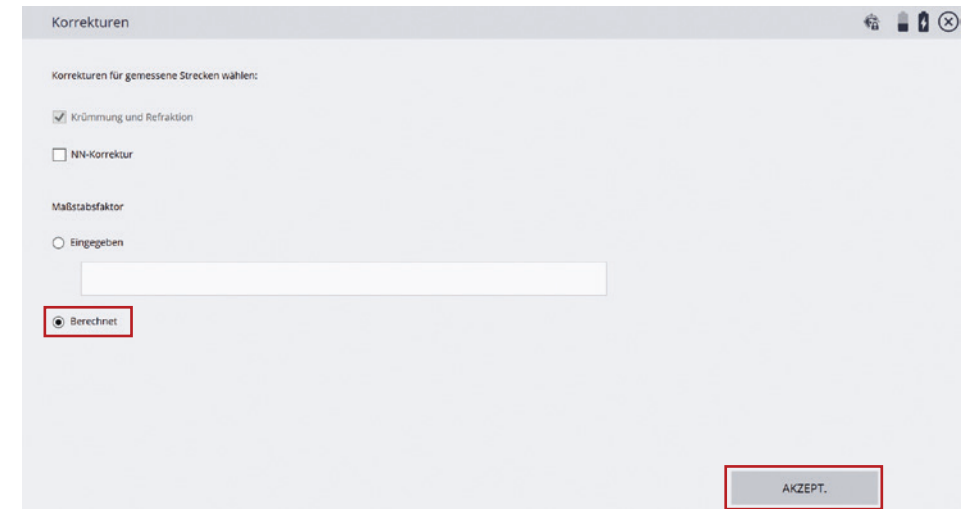 Korrekturen
Korrekturen für gemessene Strecken wählen:
Krümmung und Refraktion
NN-Korrektur
Maßstabsfaktor
Eingegeben
Berechnet
AKZEPT.